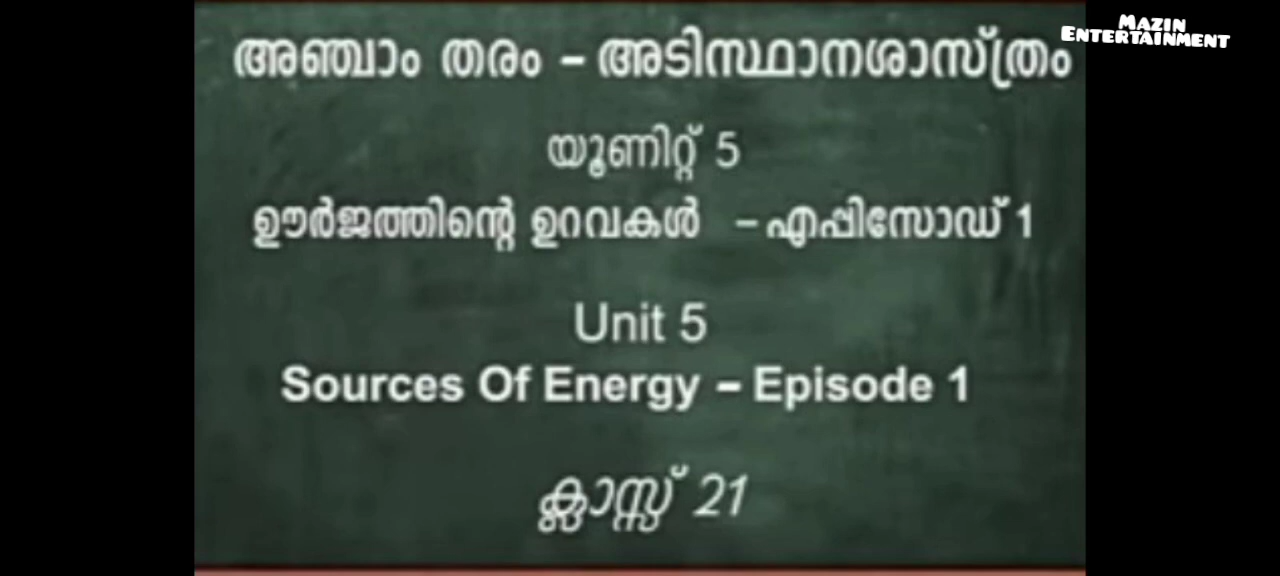 MAZIN
ENTERTAINMENT
അഞ്ചാം തരം – അടിസ്ഥാനശാസ്ത്രം
യൂണിറ്റ് 5
ഊർജത്തിന്റെ ഉറവകൾ – എപ്പിസോഡ് 1
Unit 5
Sources Of Energy – Episode 1
ക്ലാസ്സ് 21